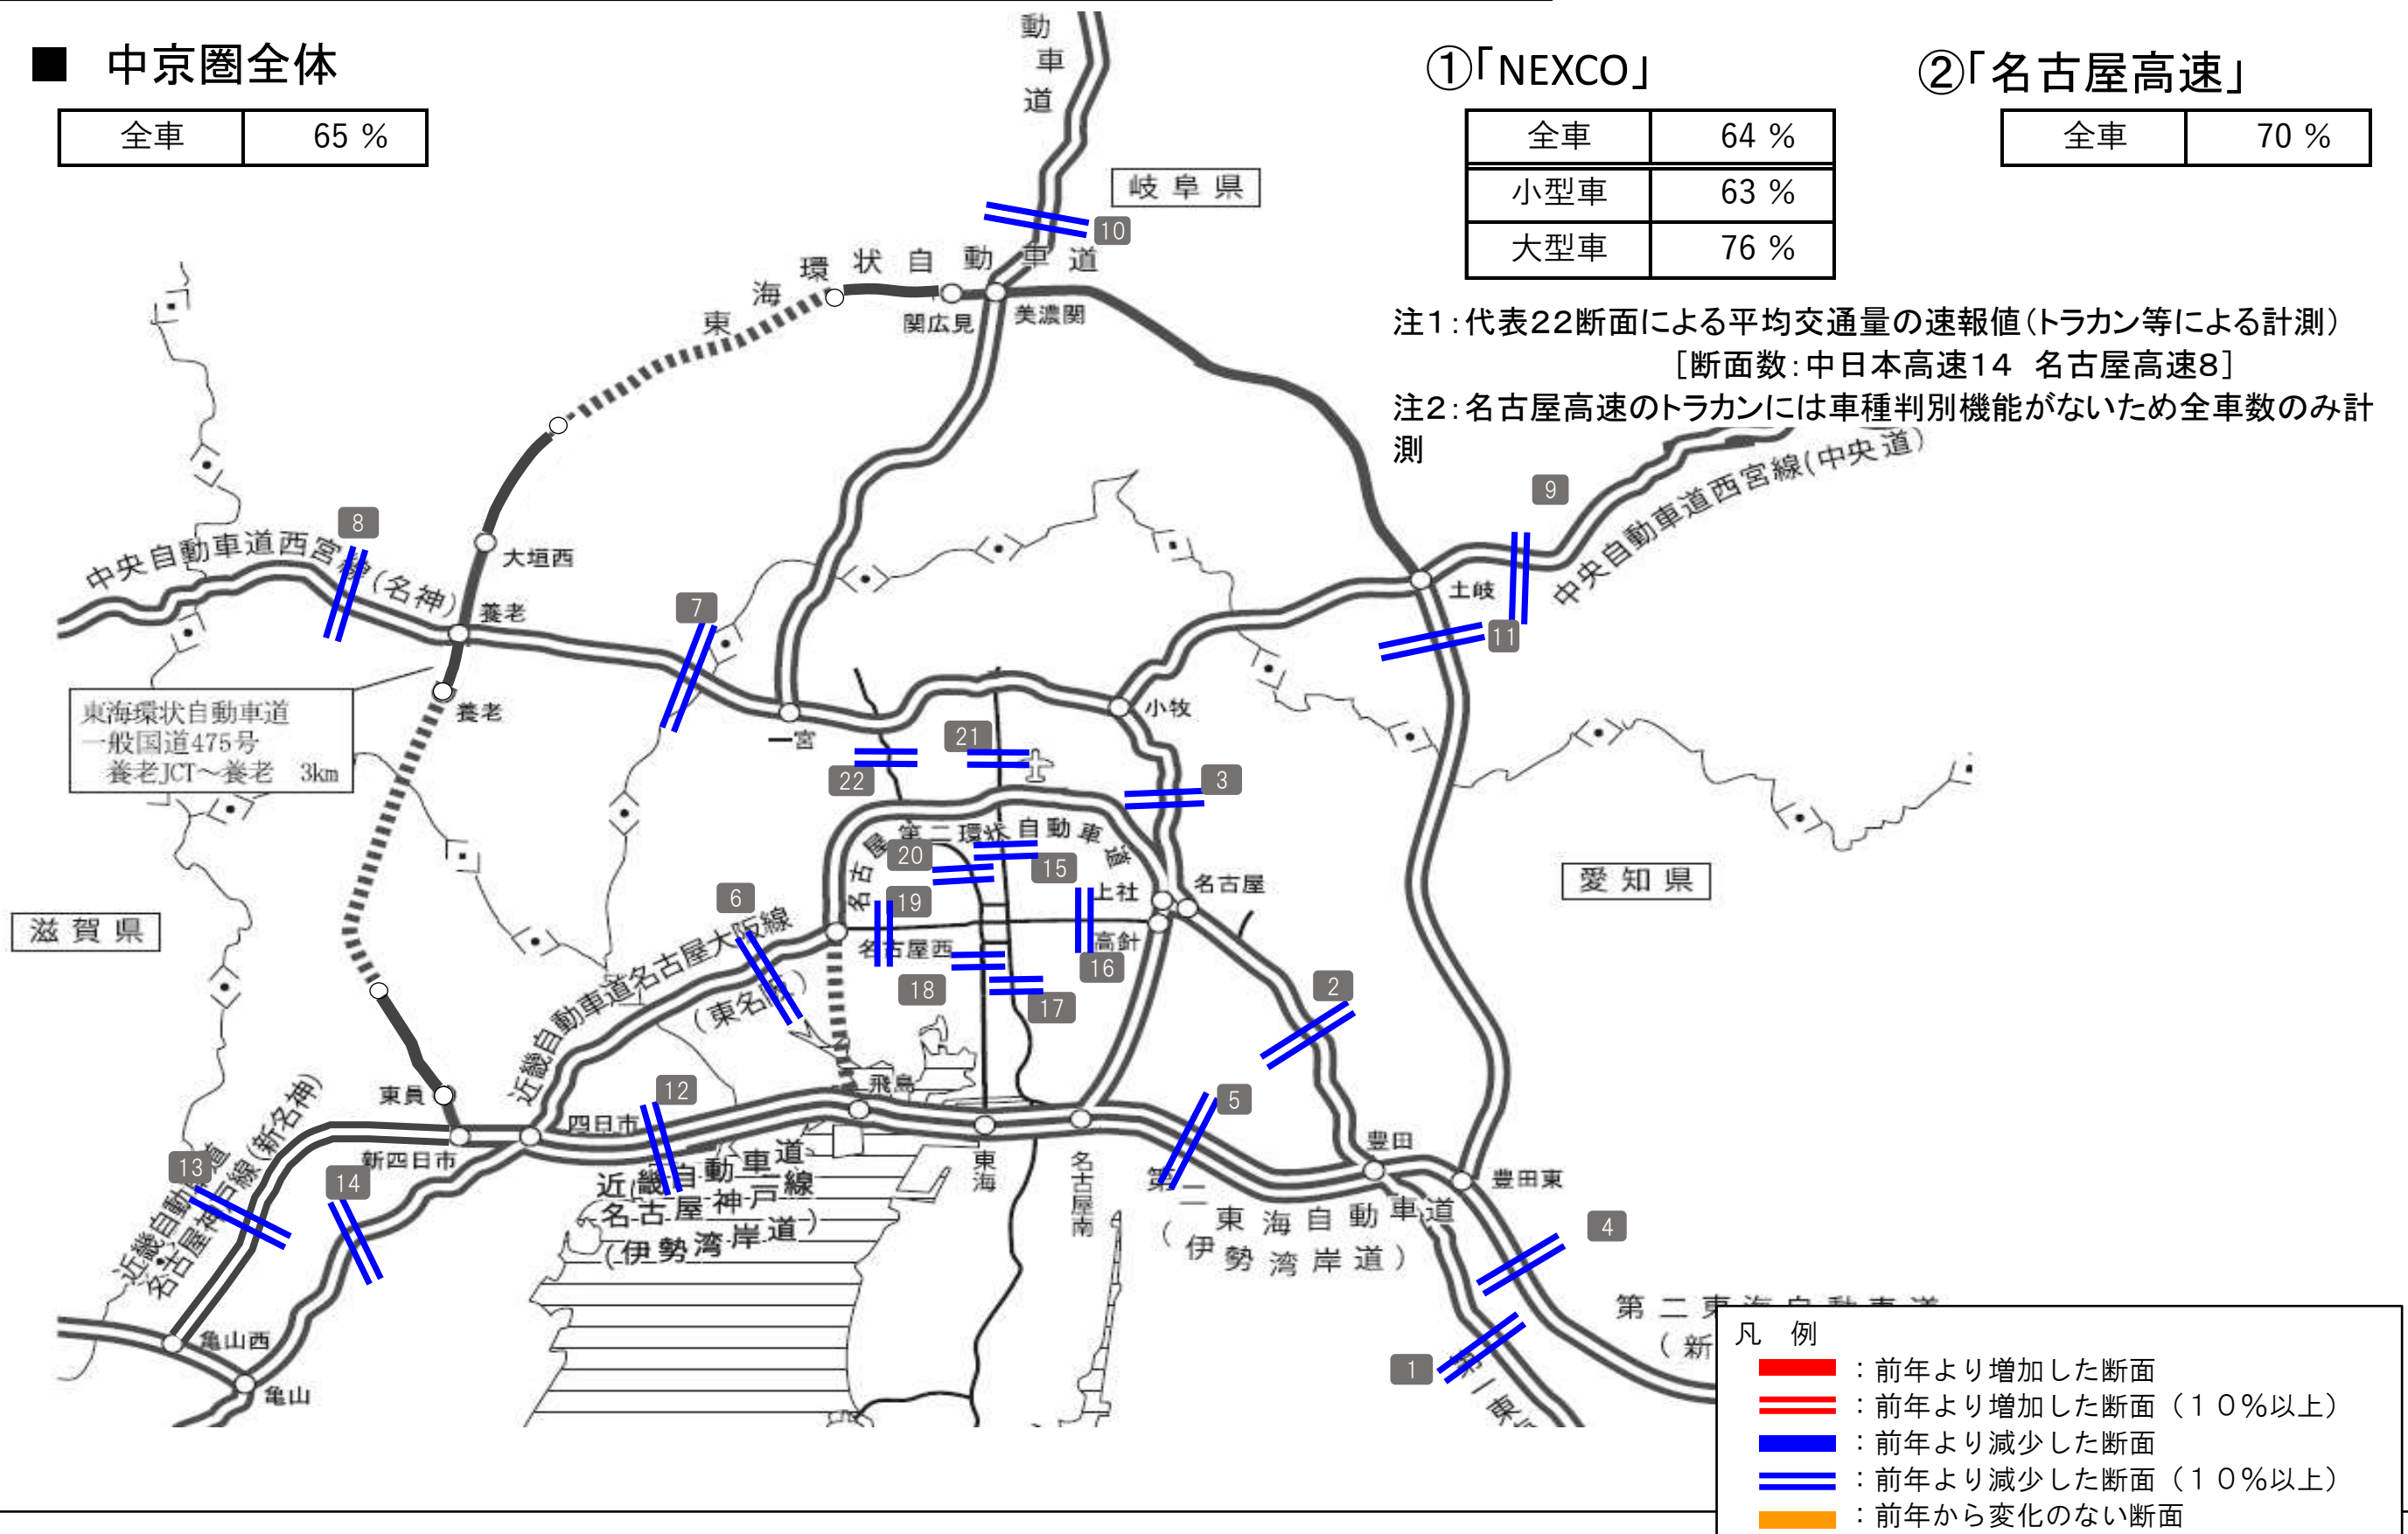 ■ 中京圏全体
全車 65 %
①「NEXCO」
全車 64 %
小型車 63 %
大型車 76 %
②「名古屋高速」
全車 70 %
注1:代表22断面による平均交通量の速報値(トラカン等による計測)
[断面数:中日本高速14 名古屋高速8]
注2:名古屋高速のトラカンには車種判別機能がないため全車数のみ計
測
動車道
岐阜県
10
東海環状自動車道
関広見
美濃関
9
中央自動車道西宮線(中央道)
8
中央自動車道西宮線(名神)
大垣西
養老
7
土岐
11
養老
東海環状自動車道
一般国道475号
養老JCT~養老 3km
一宮
小牧
21
22
3
名古屋第二環状自動車道
20
15
上社
名古屋
愛知県
19
6
滋賀県
名古屋西
高針
16
近畿自動車道名古屋大阪線
(東名阪)
18
17
2
東員
12
飛島
5
四日市
新四日市
豊田
13
14
近畿自動車道
名古屋神戸線(新名神)
近畿自動車道
名古屋神戸線
(伊勢湾岸道)
東海
名古屋南
豊田東
第二東海自動車道
(伊勢湾岸道)
4
亀山西
亀山
1
第一東
第二東海自動車道
(新
凡 例
:前年より増加した断面
:前年より増加した断面(10%以上)
:前年より減少した断面
:前年より減少した断面(10%以上)
:前年から変化のない断面